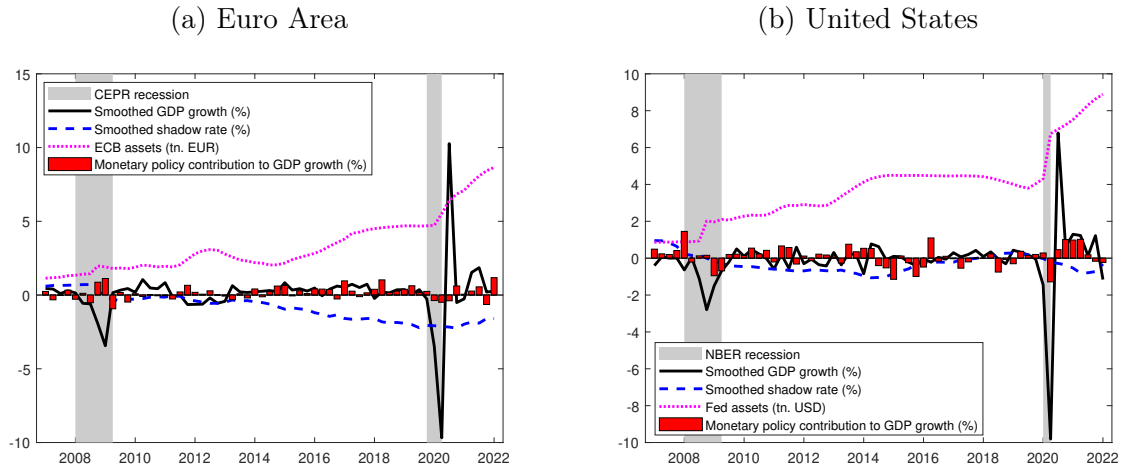 (a) Euro Area
15
10
5
0
-5
-10
2008 2010 2012 2014 2016 2018 2020 2022
CEPR recession
Smoothed GDP growth (%)
Smoothed shadow rate (%)
ECB assets (tn. EUR)
Monetary policy contribution to GDP growth (%)
(b) United States
10
8
6
4
2
0
-2
-4
-6
-8
-10
2008 2010 2012 2014 2016 2018 2020 2022
NBER recession
Smoothed GDP growth (%)
Smoothed shadow rate (%)
Fed assets (tn. USD)
Monetary policy contribution to GDP growth (%)